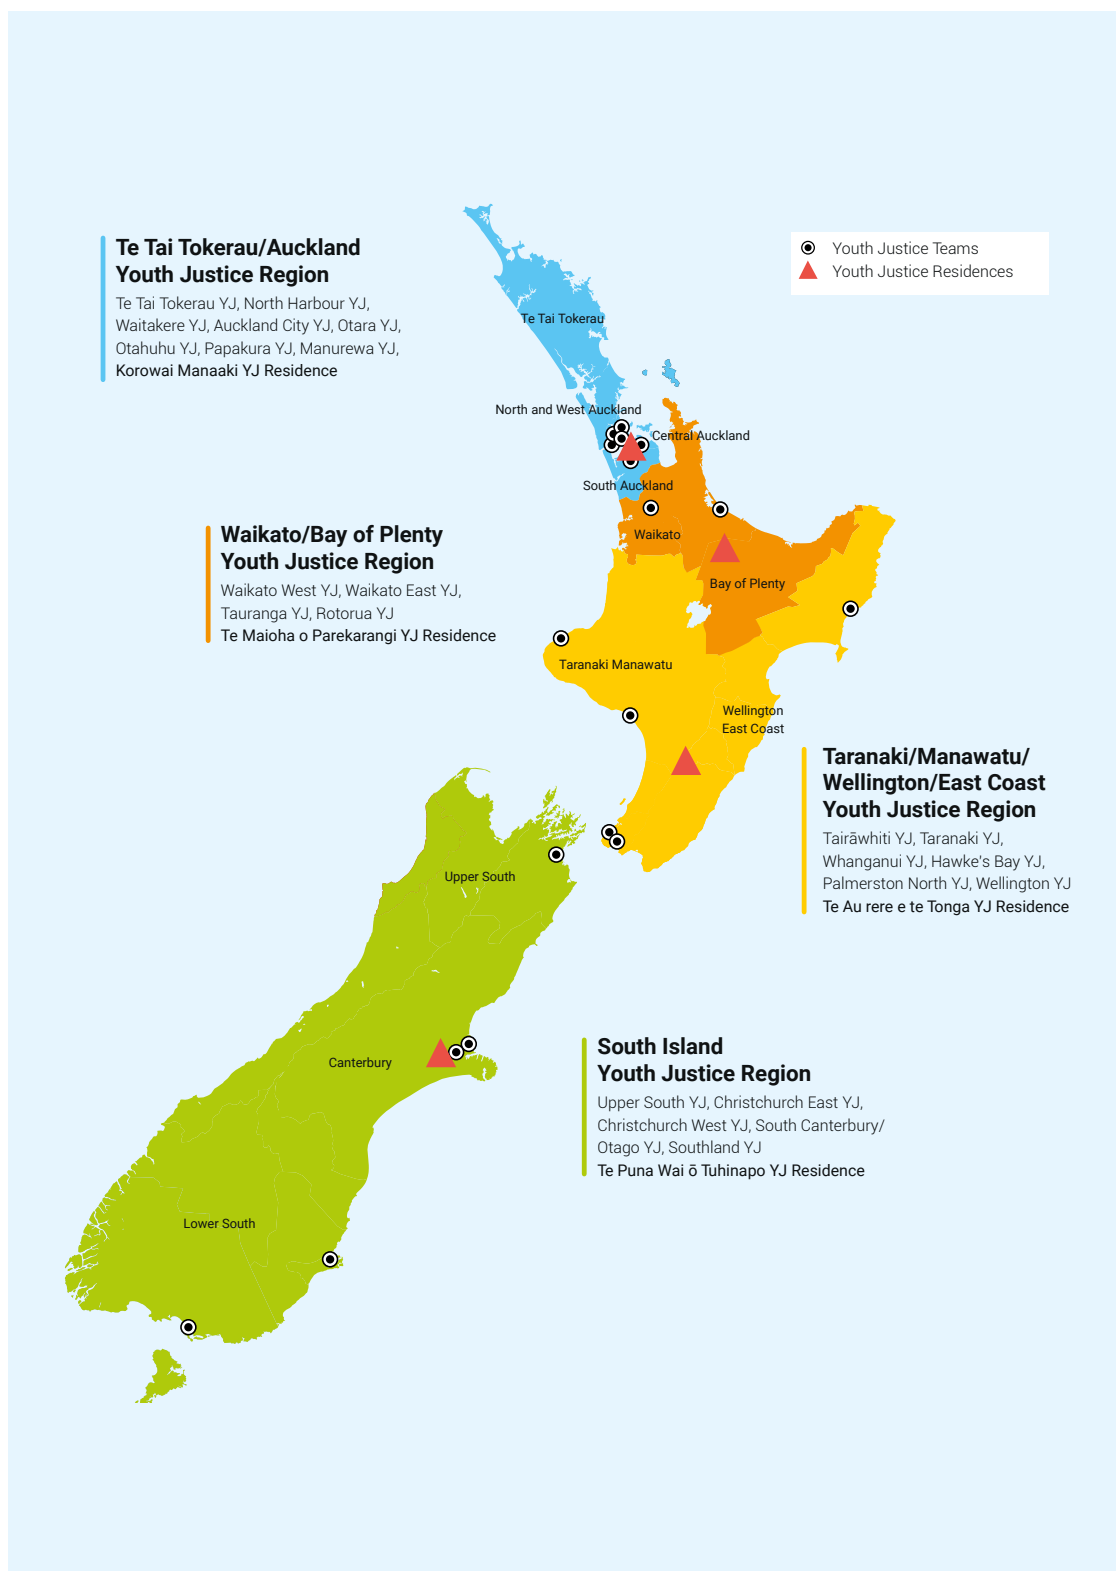 Te Tai Tokerau/Auckland
Youth Justice Region
Te Tai Tokerau YJ, North Harbour YJ,
Waitakere YJ, Auckland City YJ, Otara YJ,
Otahuhu YJ, Papakura YJ, Manurewa YJ,
Korowai Manaaki YJ Residence
Youth Justice Teams
Youth Justice Residences
Te Tai Tokerau
North and West Auckland
Central Auckland
South Auckland
Waikato/Bay of Plenty
Youth Justice Region
Waikato West YJ, Waikato East YJ,
Tauranga YJ, Rotorua YJ
Te Maioha o Parekarangi YJ Residence
Waikato
Bay of Plenty
Taranaki Manawatu
Wellington
East Coast
Taranaki/Manawatu/
Wellington/East Coast
Youth Justice Region
Tairāwhiti YJ, Taranaki YJ,
Whanganui YJ, Hawke's Bay YJ,
Palmerston North YJ, Wellington YJ
Te Au rere e te Tonga YJ Residence
Upper South
Canterbury
South Island
Youth Justice Region
Upper South YJ, Christchurch East YJ,
Christchurch West YJ, South Canterbury/
Otago YJ, Southland YJ
Te Puna Wai ō Tuhinapo YJ Residence
Lower South